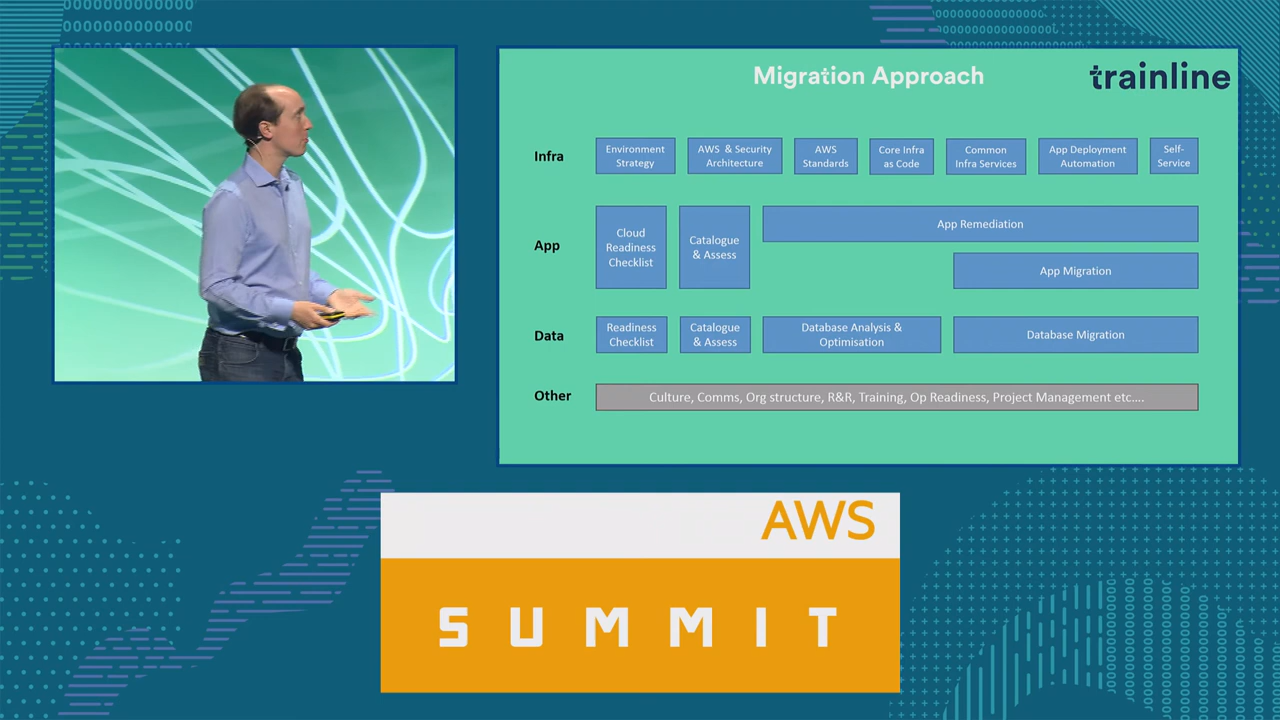 Migration Approach
trainline
Infra
Environment
Strategy
AWS & Security
Architecture
AWS
Standards
Core Infra
as Code
Common
Infra Services
App Deployment
Automation
Self-
Service
App
Cloud
Readiness
Checklist
Catalogue
& Assess
App Remediation
App Migration
Data
Readiness
Checklist
Catalogue
& Assess
Database Analysis &
Optimisation
Database Migration
Other
Culture, Comms, Org structure, R&R, Training, Op Readiness, Project Management etc....
AWS
SUMMIT